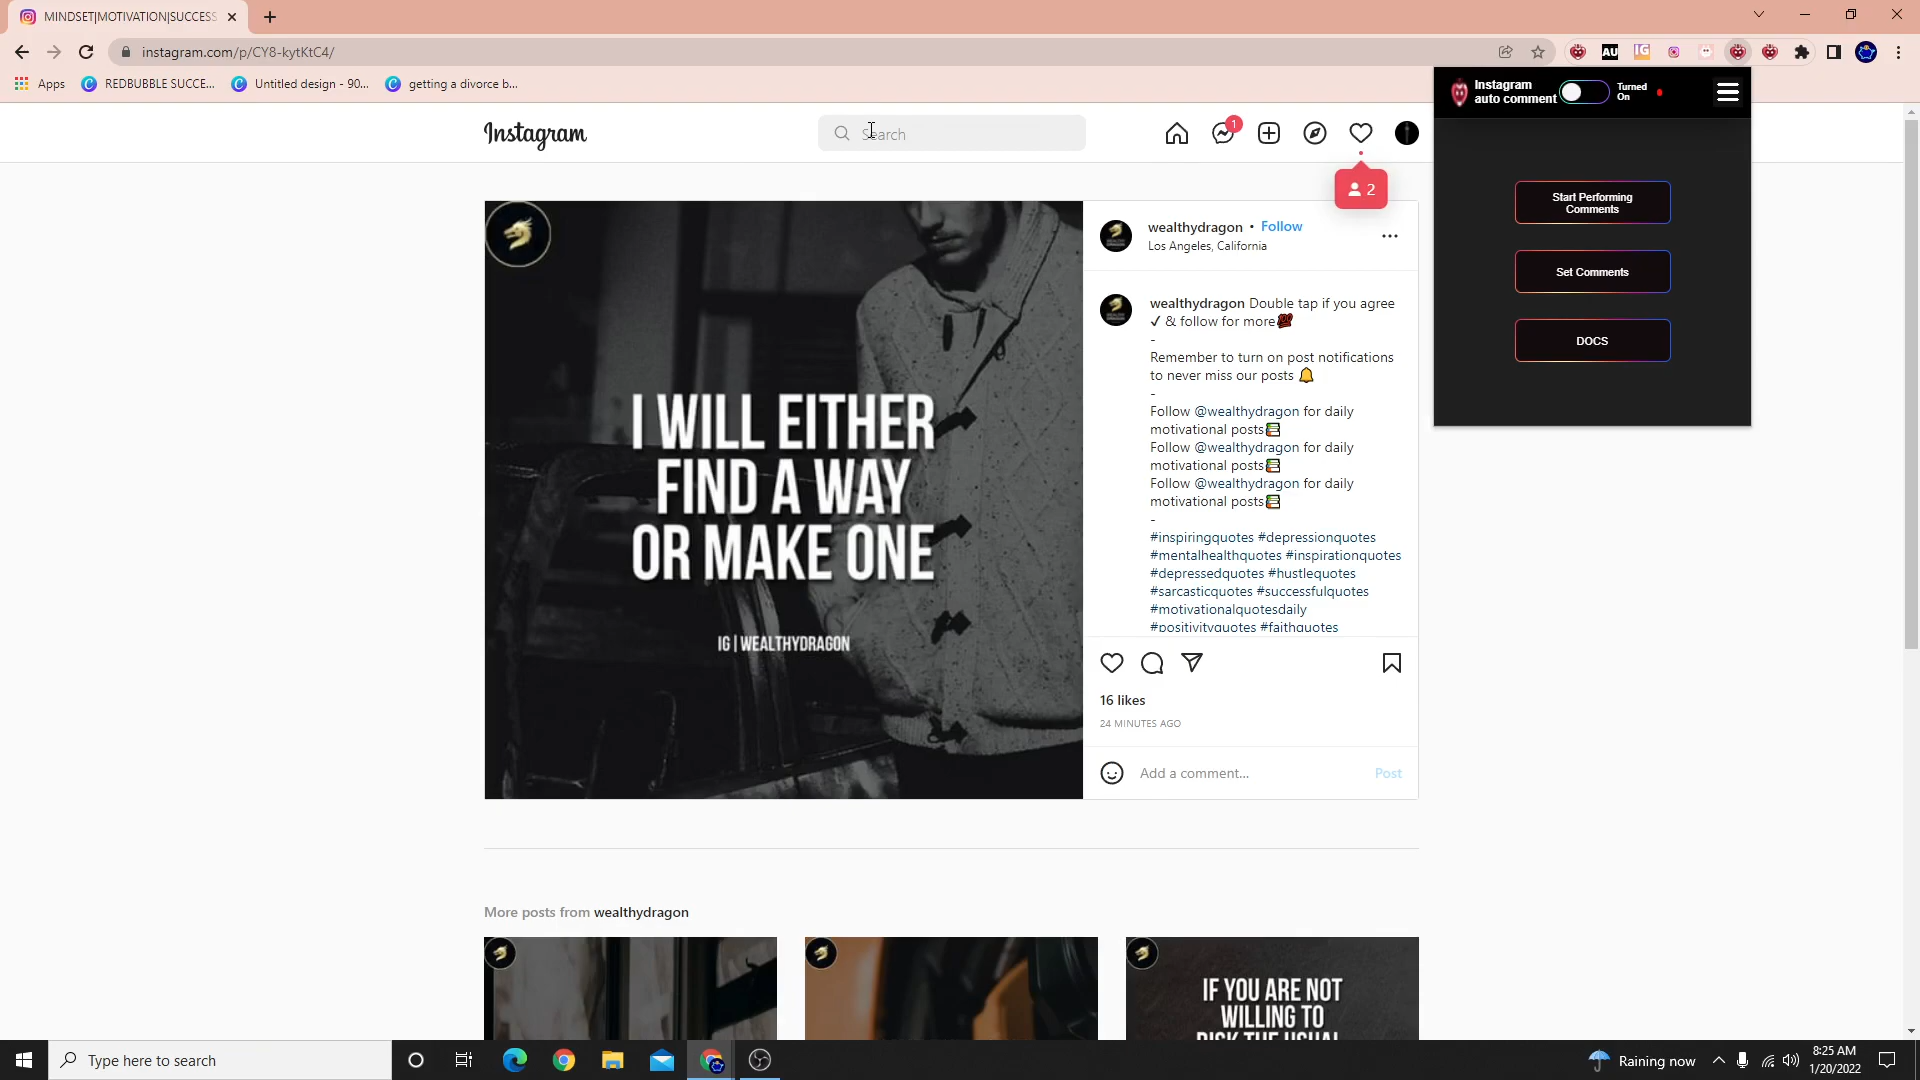 MINDSET|MOTIVATION|SUCCESS
instagram.com/p/CY8-kytKtC4/
AU
IG
Apps
REDBUBBLE SUCCE...
Untitled design - 90...
getting a divorce b...
Instagram
auto comment
Turned
On
Start Performing
Comments
Set Comments
DOCS
Instagram
Search
1
2
I WILL EITHER
FIND A WAY
OR MAKE ONE
IG | WEALTHYDRAGON
wealthydragon • Follow
Los Angeles, California
wealthydragon Double tap if you agree
✓ & follow for more💯
-
Remember to turn on post notifications
to never miss our posts 🔔
-
Follow @wealthydragon for daily
motivational posts📚
Follow @wealthydragon for daily
motivational posts📚
Follow @wealthydragon for daily
motivational posts📚
-
#inspiringquotes #depressionquotes
#mentalhealthquotes #inspirationquotes
#depressedquotes #hustlequotes
#sarcasticquotes #successfulquotes
#motivationalquotesdaily
#positivityquotes #faithquotes
16 likes
24 MINUTES AGO
Add a comment...
Post
More posts from wealthydragon
IF YOU ARE NOT
WILLING TO
RISK THE USUAL
Type here to search
Raining now
8:25 AM
1/20/2022